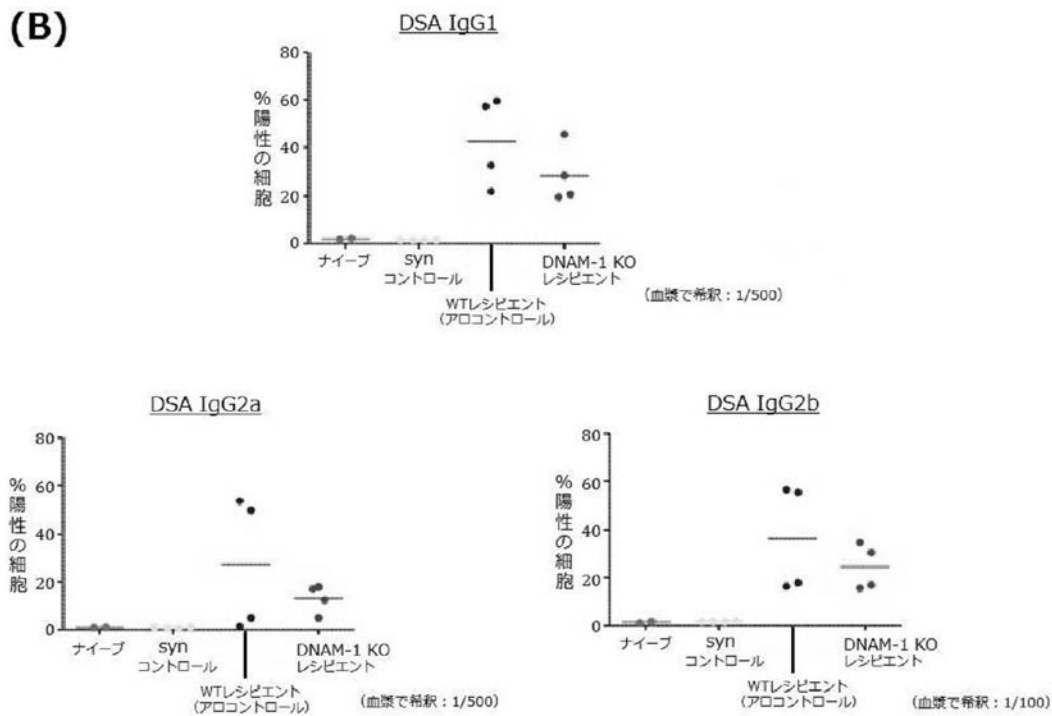 (B)
DSA IgG1
%陽性の細胞
80
60
40
20
0
ナイーブ
syn
コントロール
WTレシピエント
(アロコントロール)
DNAM-1 KO
レシピエント
(血漿で希釈：1/500)
DSA IgG2a
%陽性の細胞
80
60
40
20
0
ナイーブ
syn
コントロール
WTレシピエント
(アロコントロール)
DNAM-1 KO
レシピエント
(血漿で希釈：1/500)
DSA IgG2b
%陽性の細胞
80
60
40
20
0
ナイーブ
syn
コントロール
WTレシピエント
(アロコントロール)
DNAM-1 KO
レシピエント
(血漿で希釈：1/100)